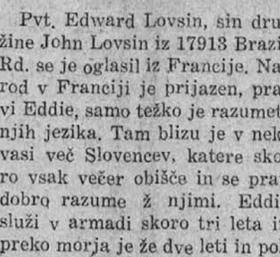 Pvt. Edward Lovsin, sin dru
žine John Lovsin iz 17913 Brazi
Rd. se je oglasil iz Francije. Na
rod v Franciji je prijazen, pra
vi Eddie, samo težko je razumet
njih jezika. Tam blizu je v nek
vasi več Slovencev, katere sko
ro vsak večer obišče in se pra
dobro razume ž njimi. Eddi
služi v armadi skoro tri leta i
preko morja je že dve leti in po